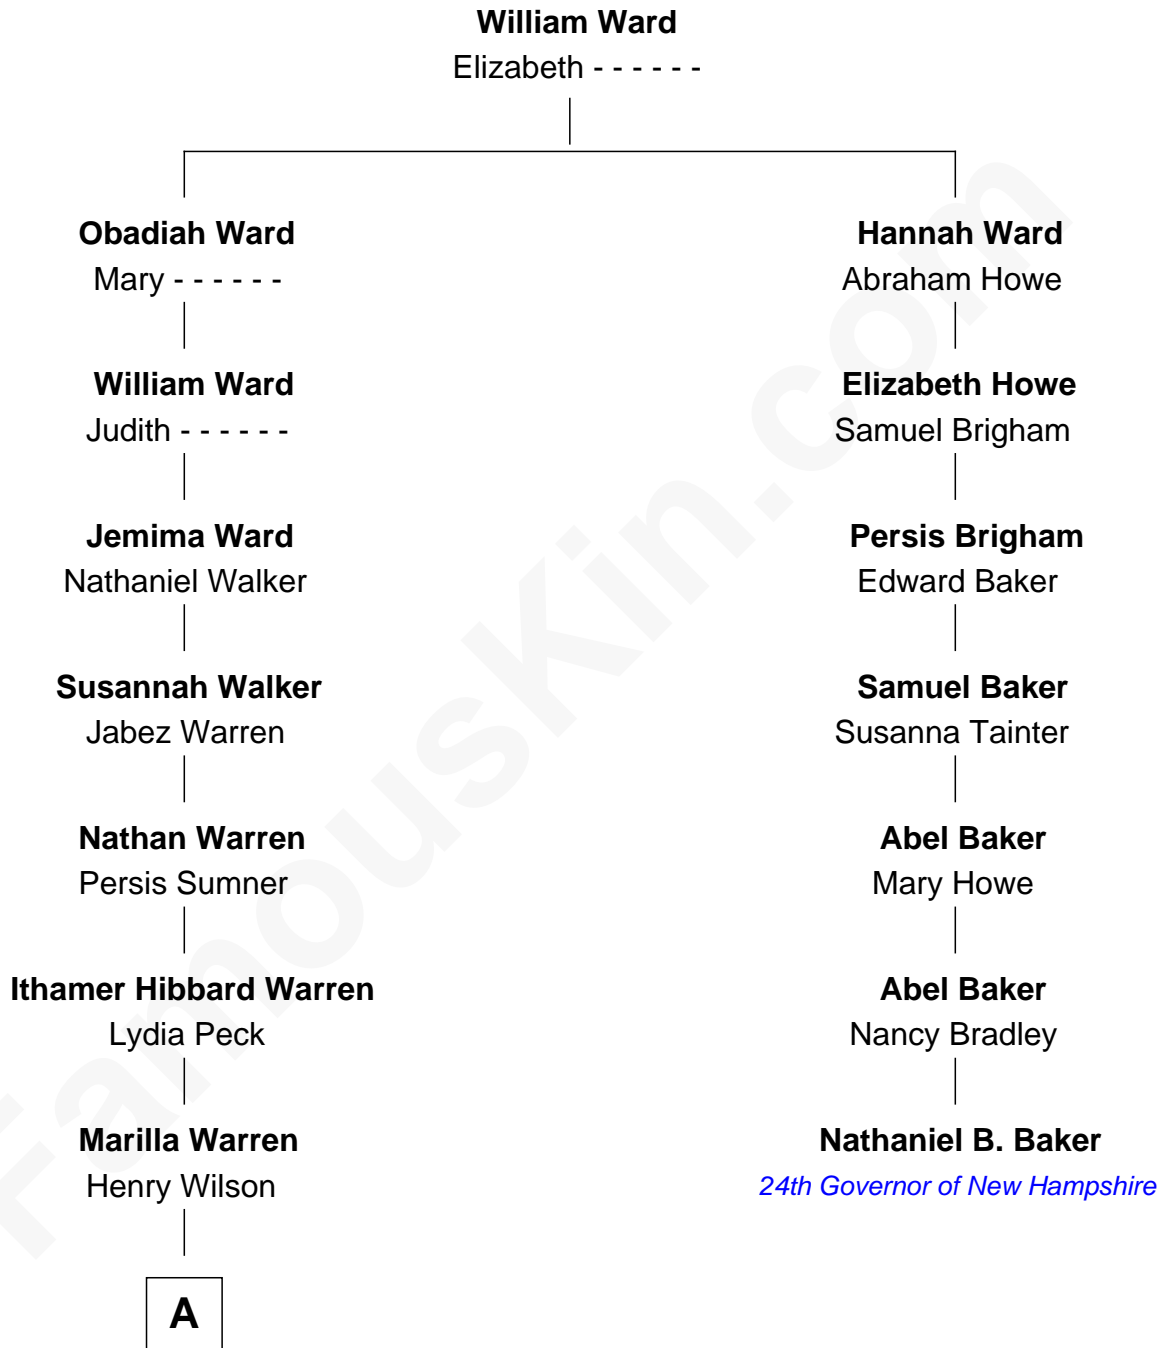 William Ward
Elizabeth - - - - - -
Obadiah Ward
Mary - - - - - -
Hannah Ward
Abraham Howe
William Ward
Judith - - - - - -
Elizabeth Howe
Samuel Brigham
Jemima Ward
Nathaniel Walker
Persis Brigham
Edward Baker
Susannah Walker
Jabez Warren
Samuel Baker
Susanna Tainter
Nathan Warren
Persis Sumner
Abel Baker
Mary Howe
Ithamer Hibbard Warren
Lydia Peck
Abel Baker
Nancy Bradley
Marilla Warren
Henry Wilson
Nathaniel B. Baker
24th Governor of New Hampshire
A
FamousKin.com